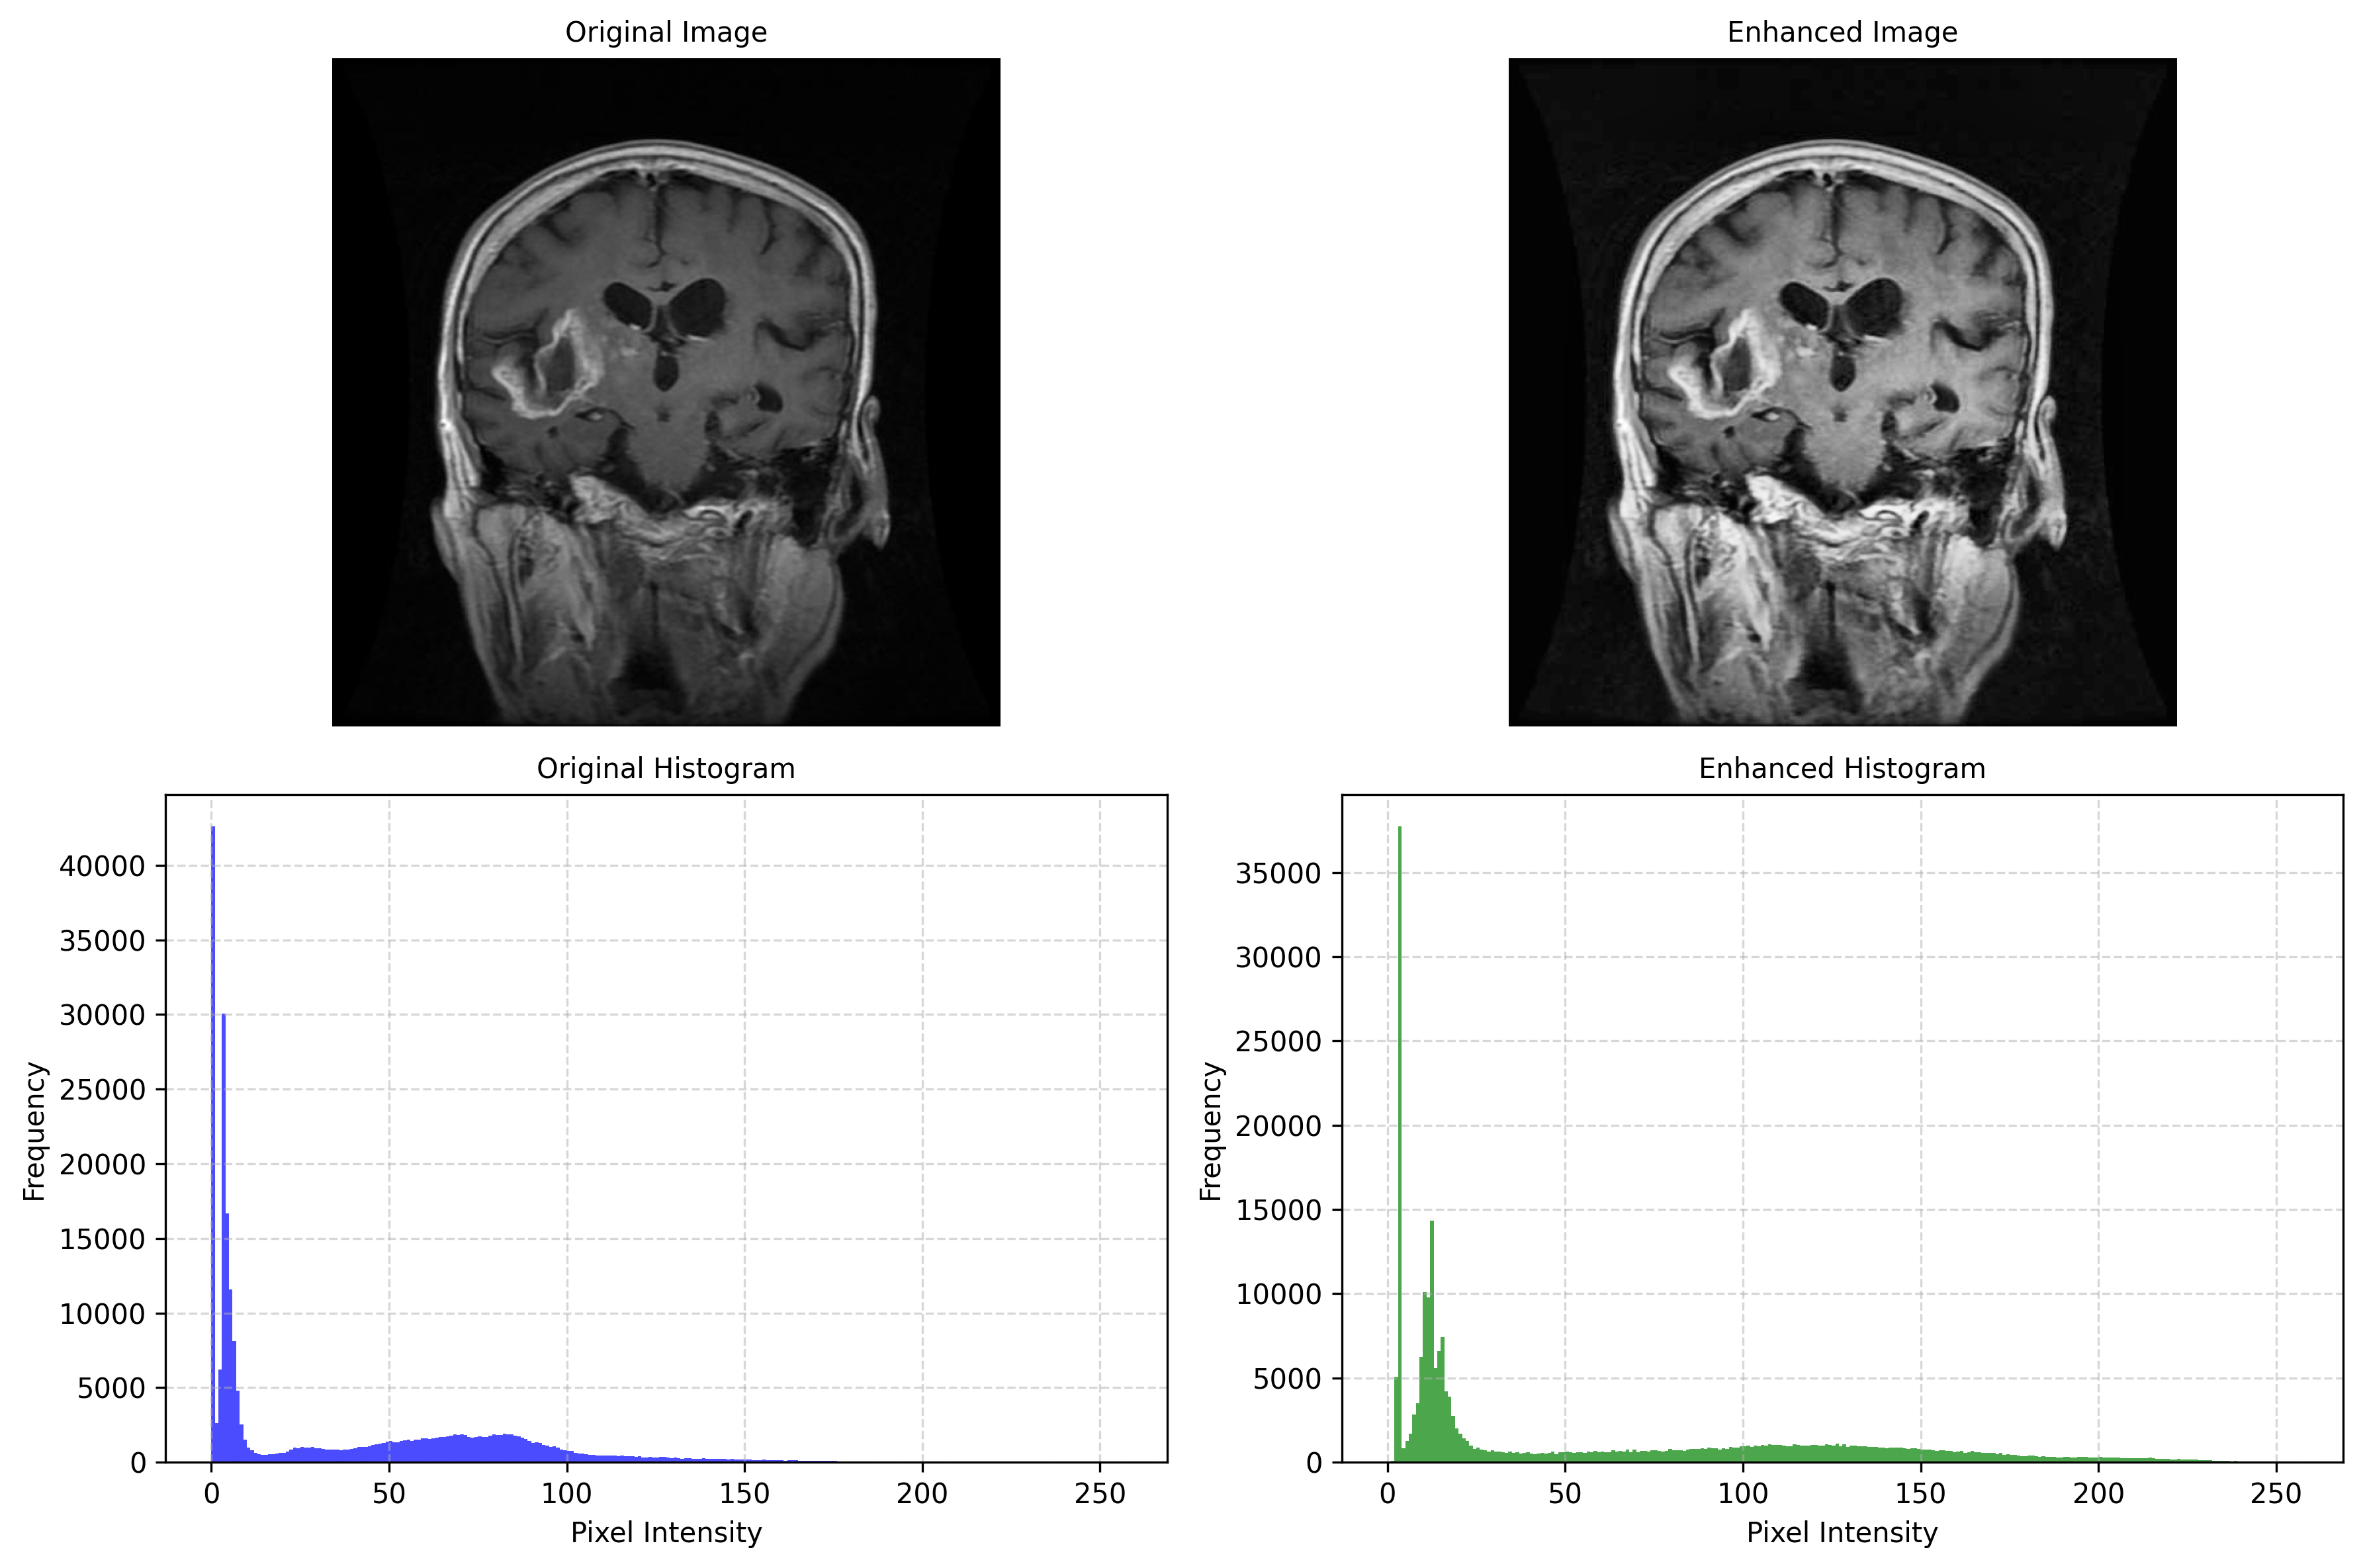 Original Image
Enhanced Image
Original Histogram
Enhanced Histogram
40000
35000
30000
25000
20000
15000
10000
5000
0
Frequency
0 50 100 150 200 250
Pixel Intensity
35000
30000
25000
20000
15000
10000
5000
0
Frequency
0 50 100 150 200 250
Pixel Intensity